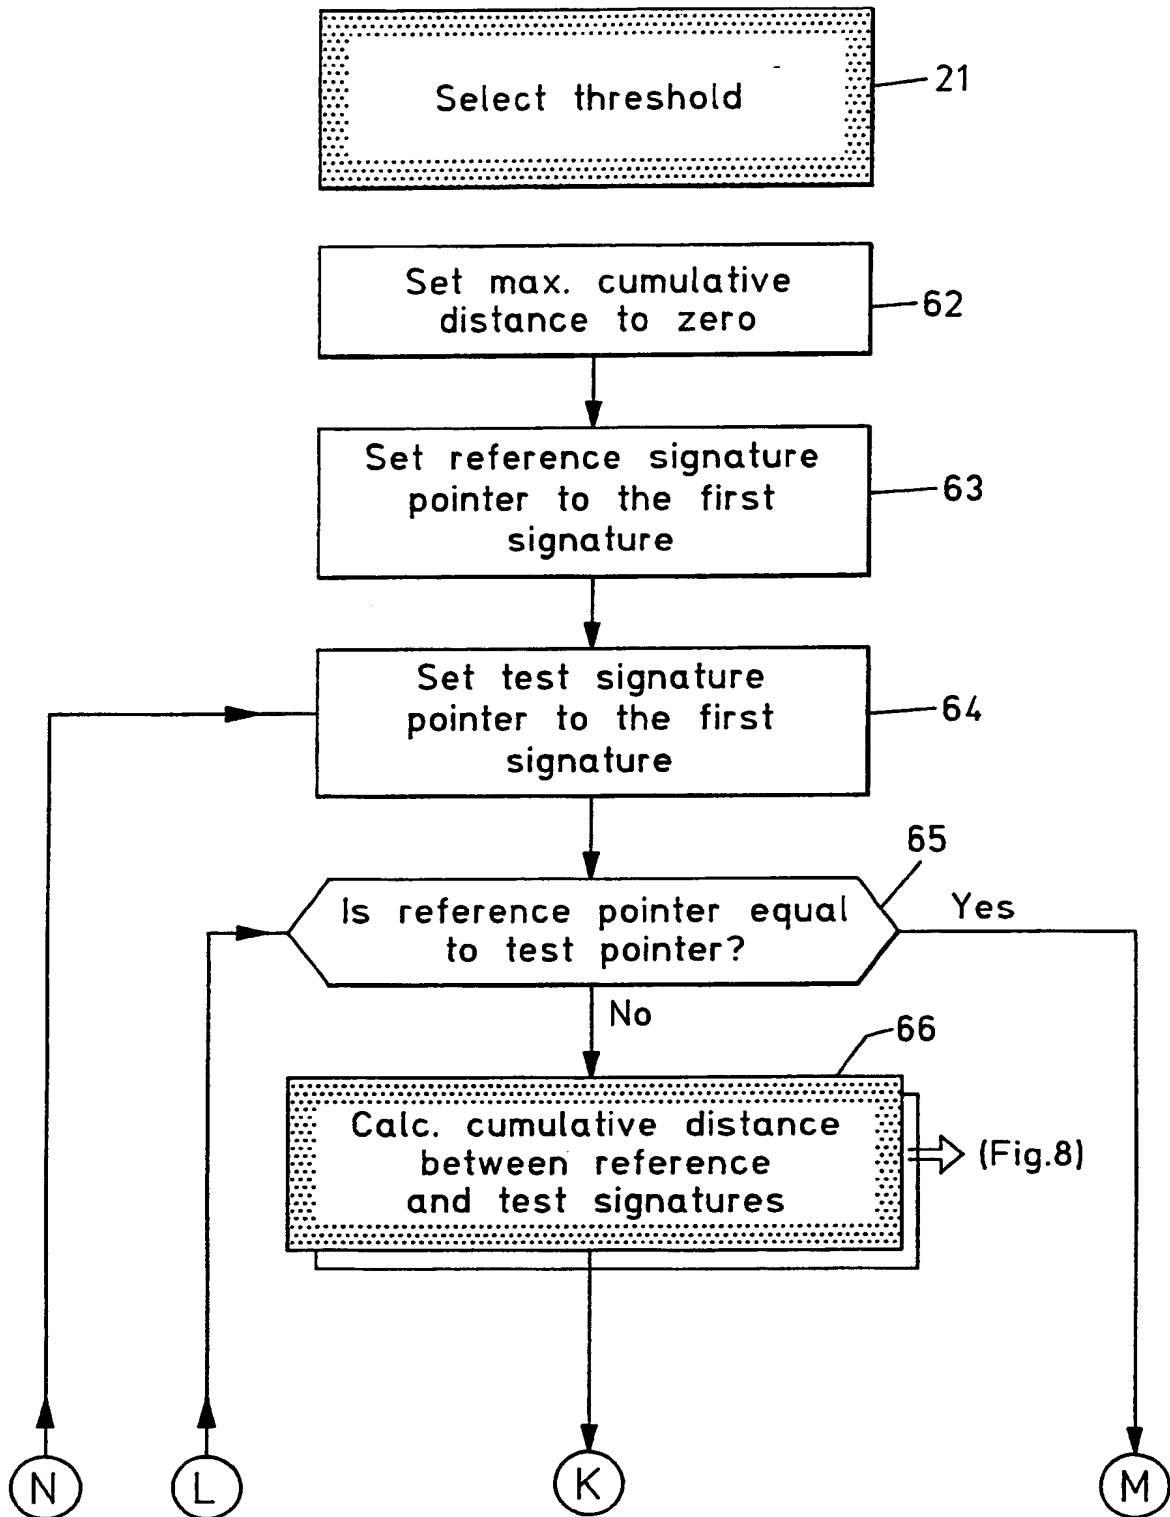 Select threshold
21
Set max. cumulative
distance to zero
62
Set reference signature
pointer to the first
signature
63
Set test signature
pointer to the first
signature
64
65
Is reference pointer equal
to test pointer?
Yes
No
66
Calc. cumulative distance
between reference
and test signatures
(Fig.8)
N
L
K
M